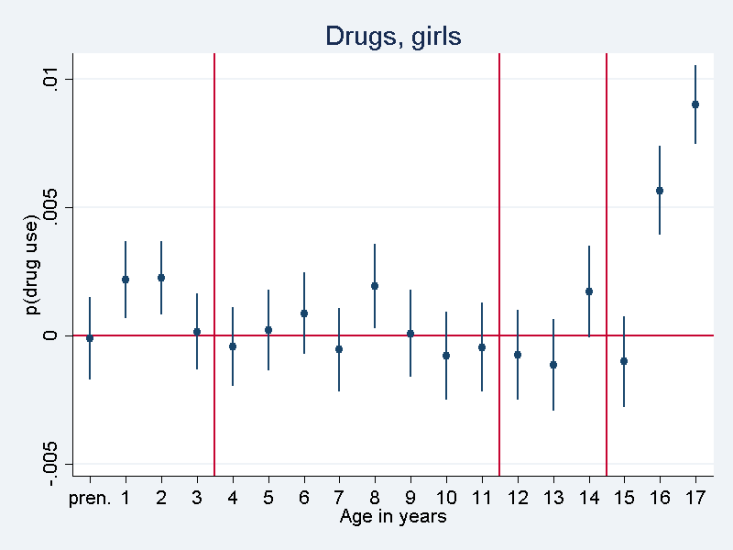 Drugs, girls
p(drug use)
.01
.005
0
-.005
pren. 1 2 3 4 5 6 7 8 9 10 11 12 13 14 15 16 17
Age in years